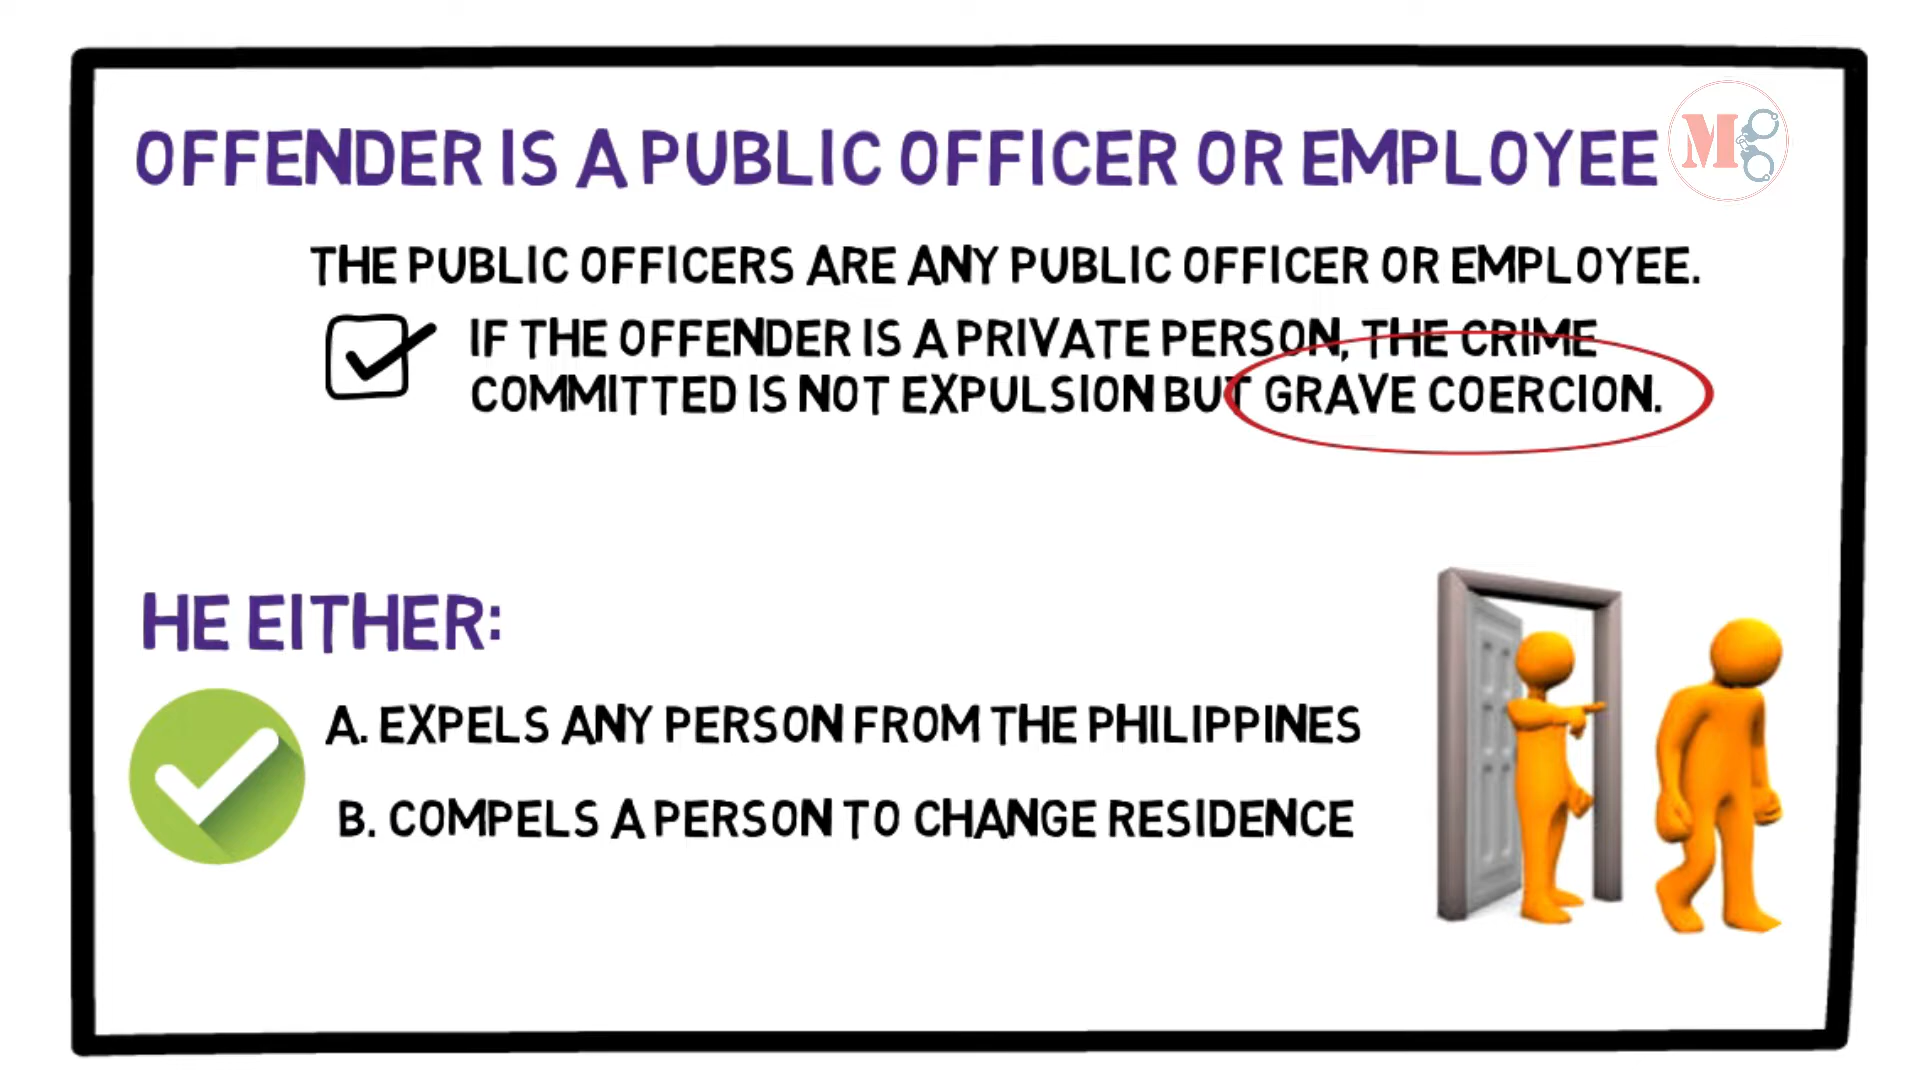 OFFENDER IS A PUBLIC OFFICER OR EMPLOYEE
M
THE PUBLIC OFFICERS ARE ANY PUBLIC OFFICER OR EMPLOYEE.
IF THE OFFENDER IS A PRIVATE PERSON, THE CRIME
COMMITTED IS NOT EXPULSION BUT GRAVE COERCION.
HE EITHER:
A. EXPELS ANY PERSON FROM THE PHILIPPINES
B. COMPELS A PERSON TO CHANGE RESIDENCE